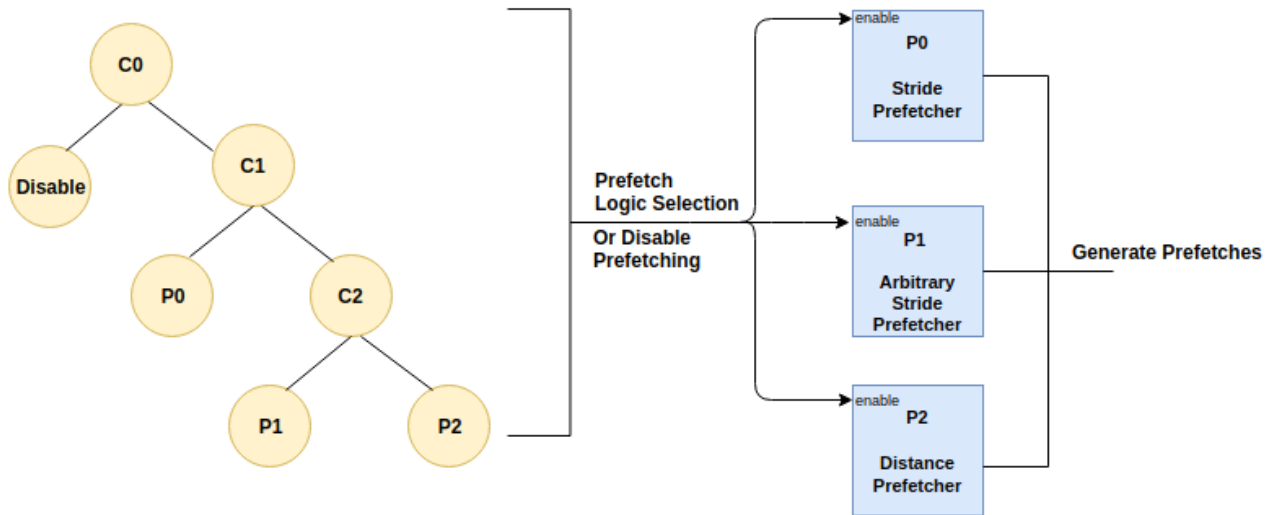 C0
Disable
C1
P0
C2
P1
P2
Prefetch
Logic Selection
Or Disable
Prefetching
enable
P0
Stride
Prefetcher
enable
P1
Arbitrary
Stride
Prefetcher
enable
P2
Distance
Prefetcher
Generate Prefetches